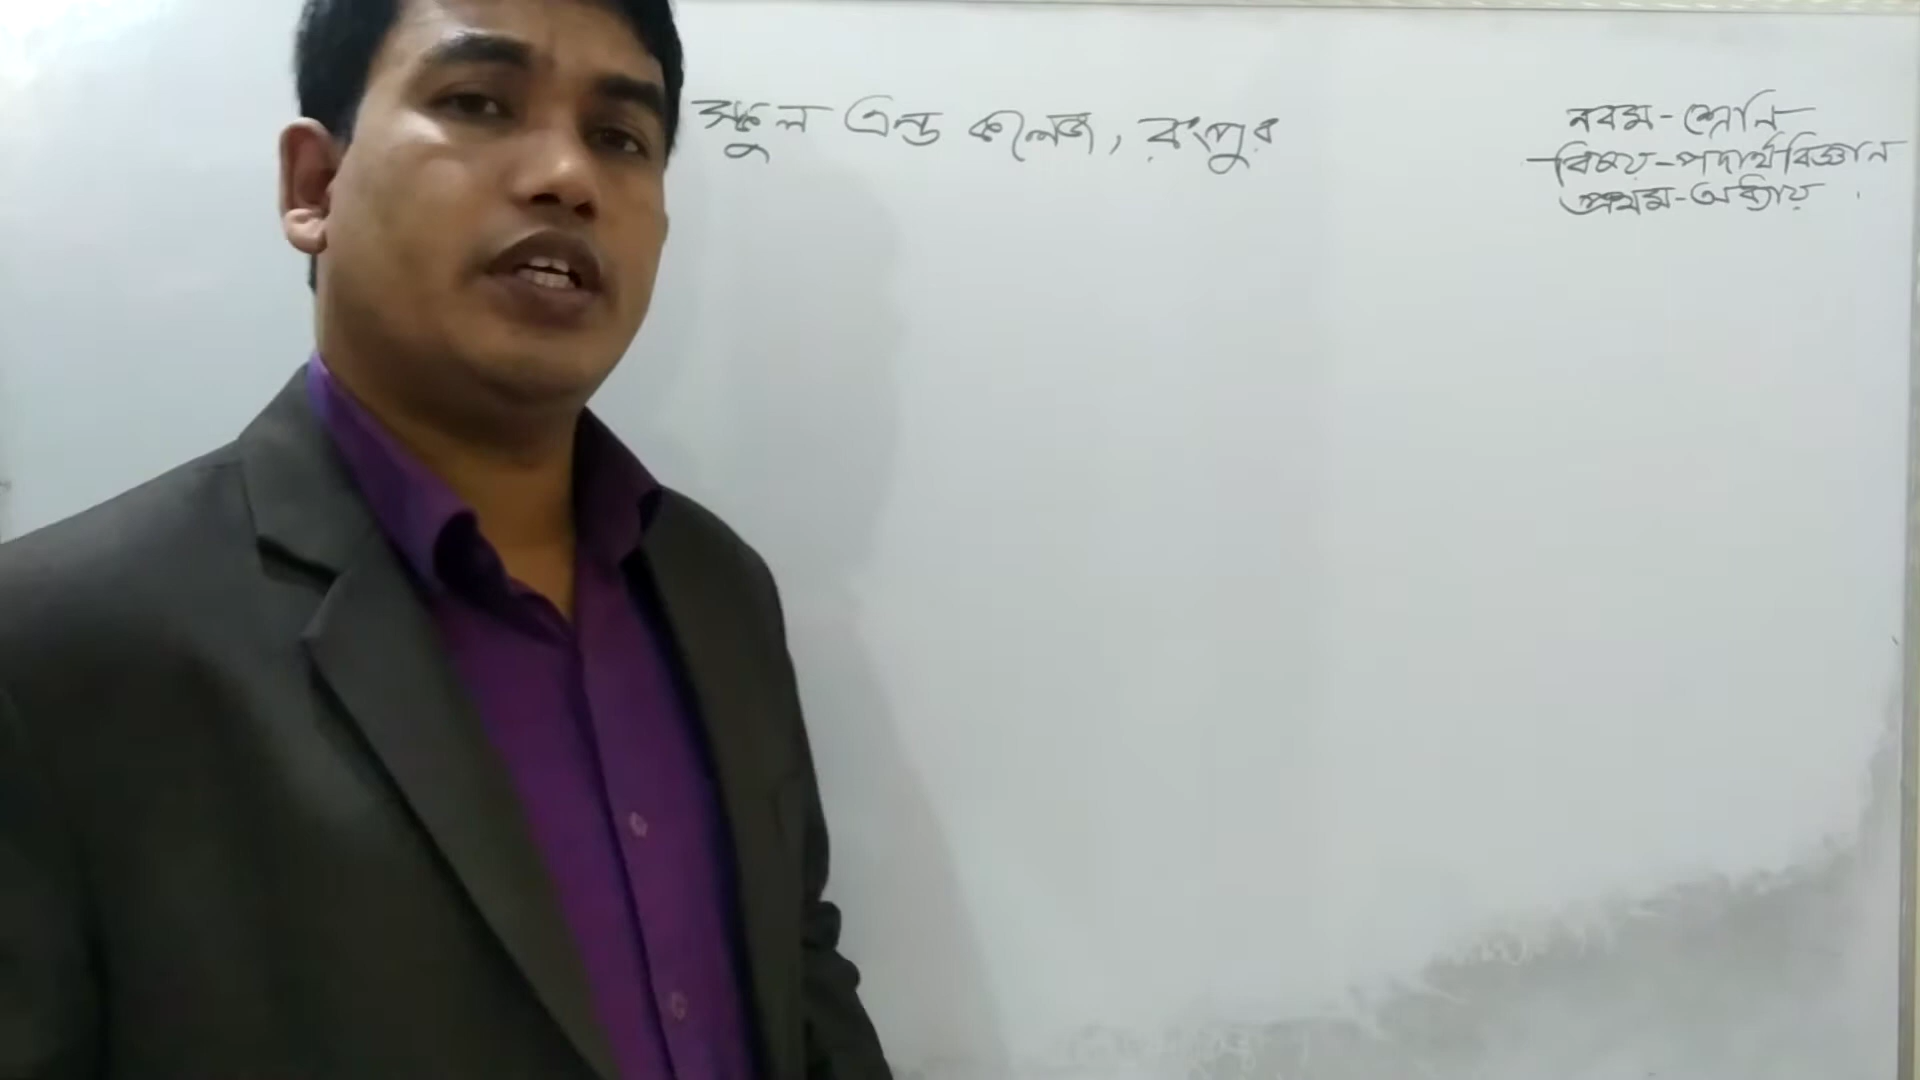 স্কুল এন্ড কলেজ, রংপুর
নবম-শ্রেনি
বিষয়-পদার্থবিজ্ঞান
প্রথম-অধ্যায়